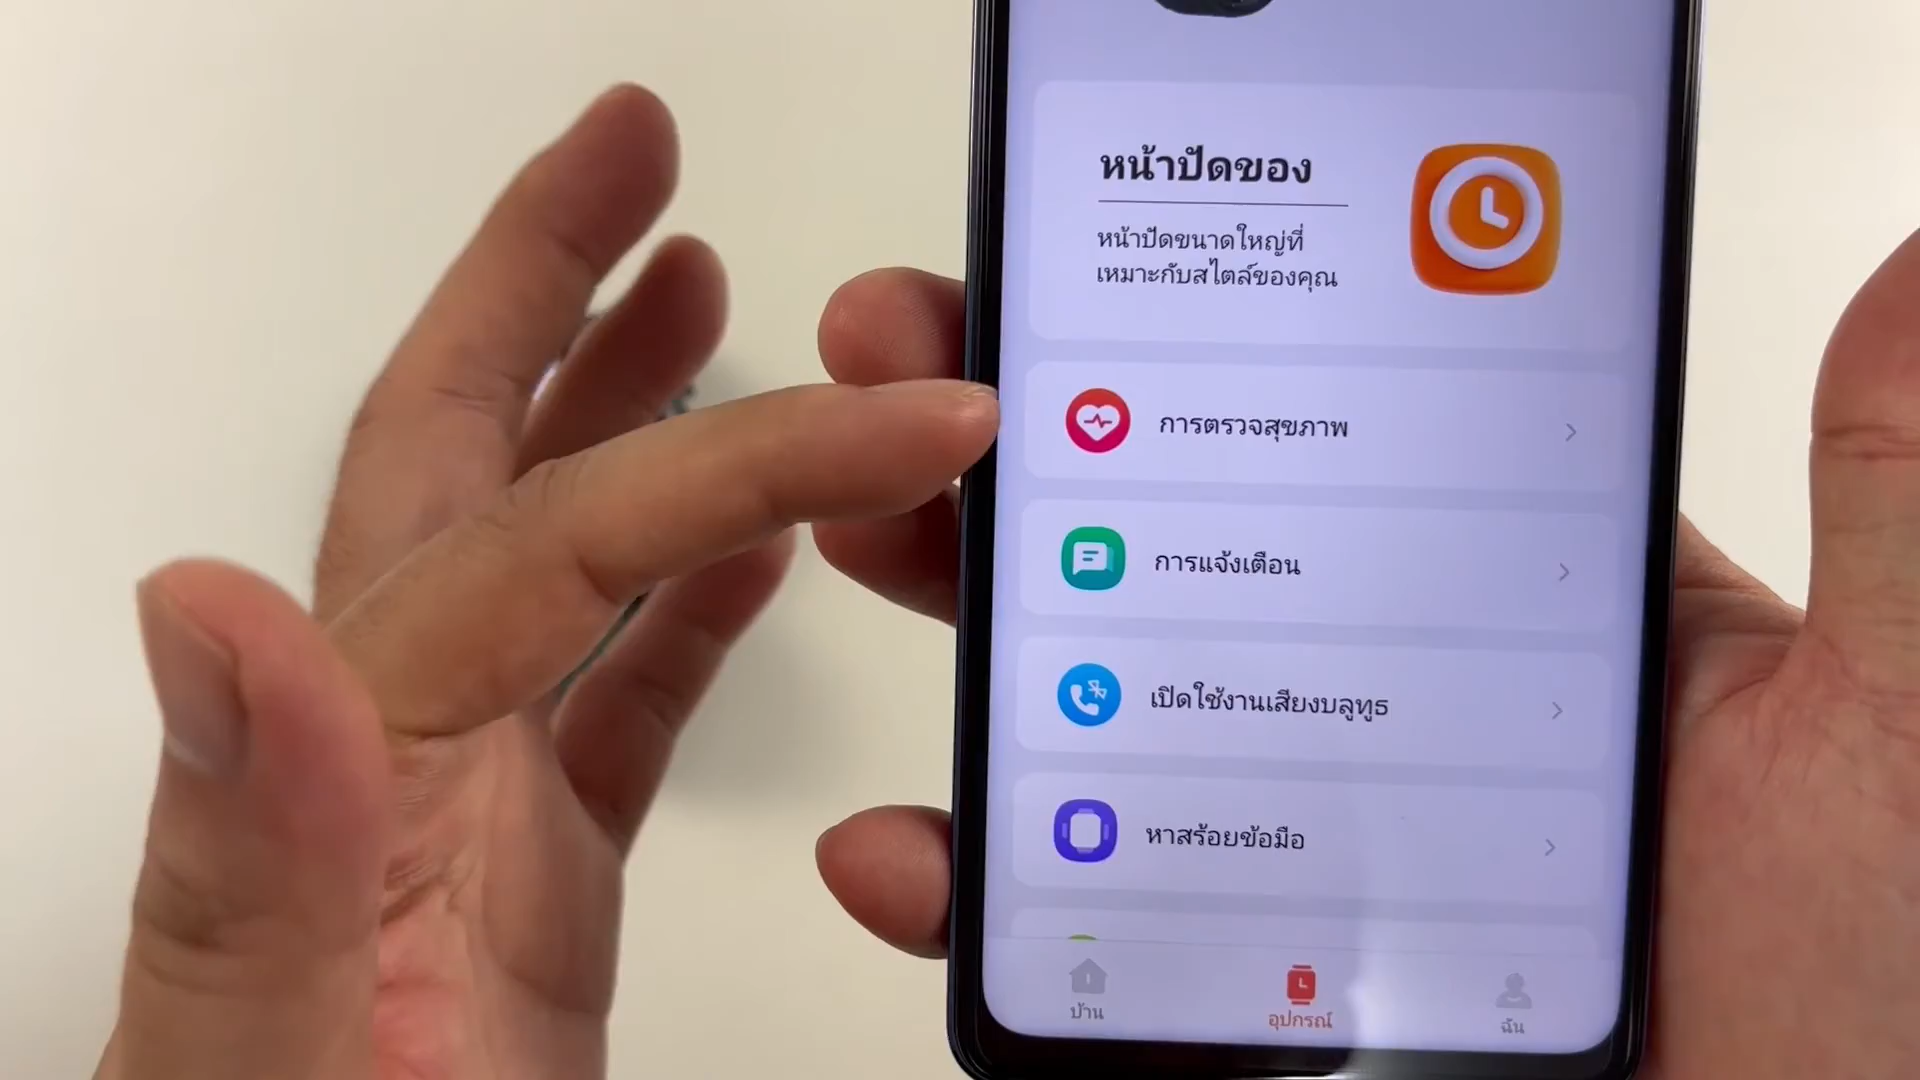 หน้าปัดของ
หน้าปัดขนาดใหญ่ที่
เหมาะกับสไตล์ของคุณ
การตรวจสุขภาพ
การแจ้งเตือน
เปิดใช้งานเสียงบลูทูธ
หาสร้อยข้อมือ
บ้าน
อุปกรณ์
ฉัน